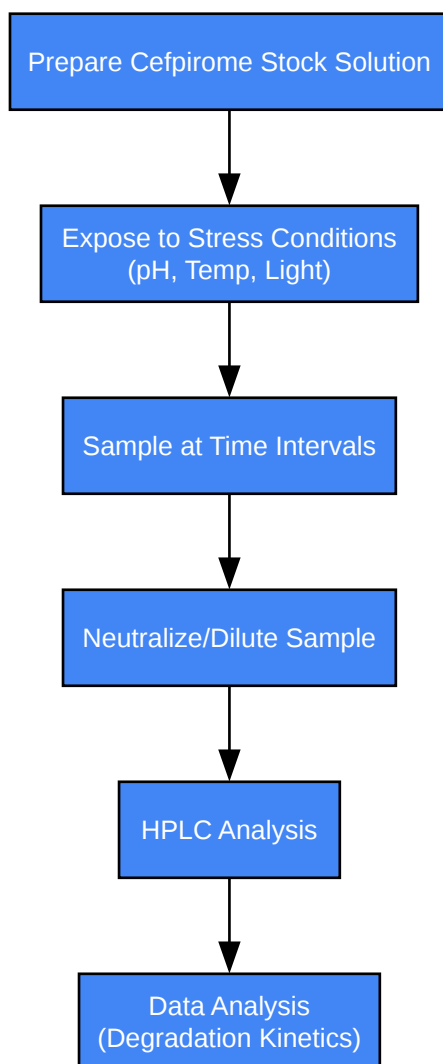 Prepare Cefpirome Stock Solution
Expose to Stress Conditions
(pH, Temp, Light)
Sample at Time Intervals
Neutralize/Dilute Sample
HPLC Analysis
Data Analysis
(Degradation Kinetics)